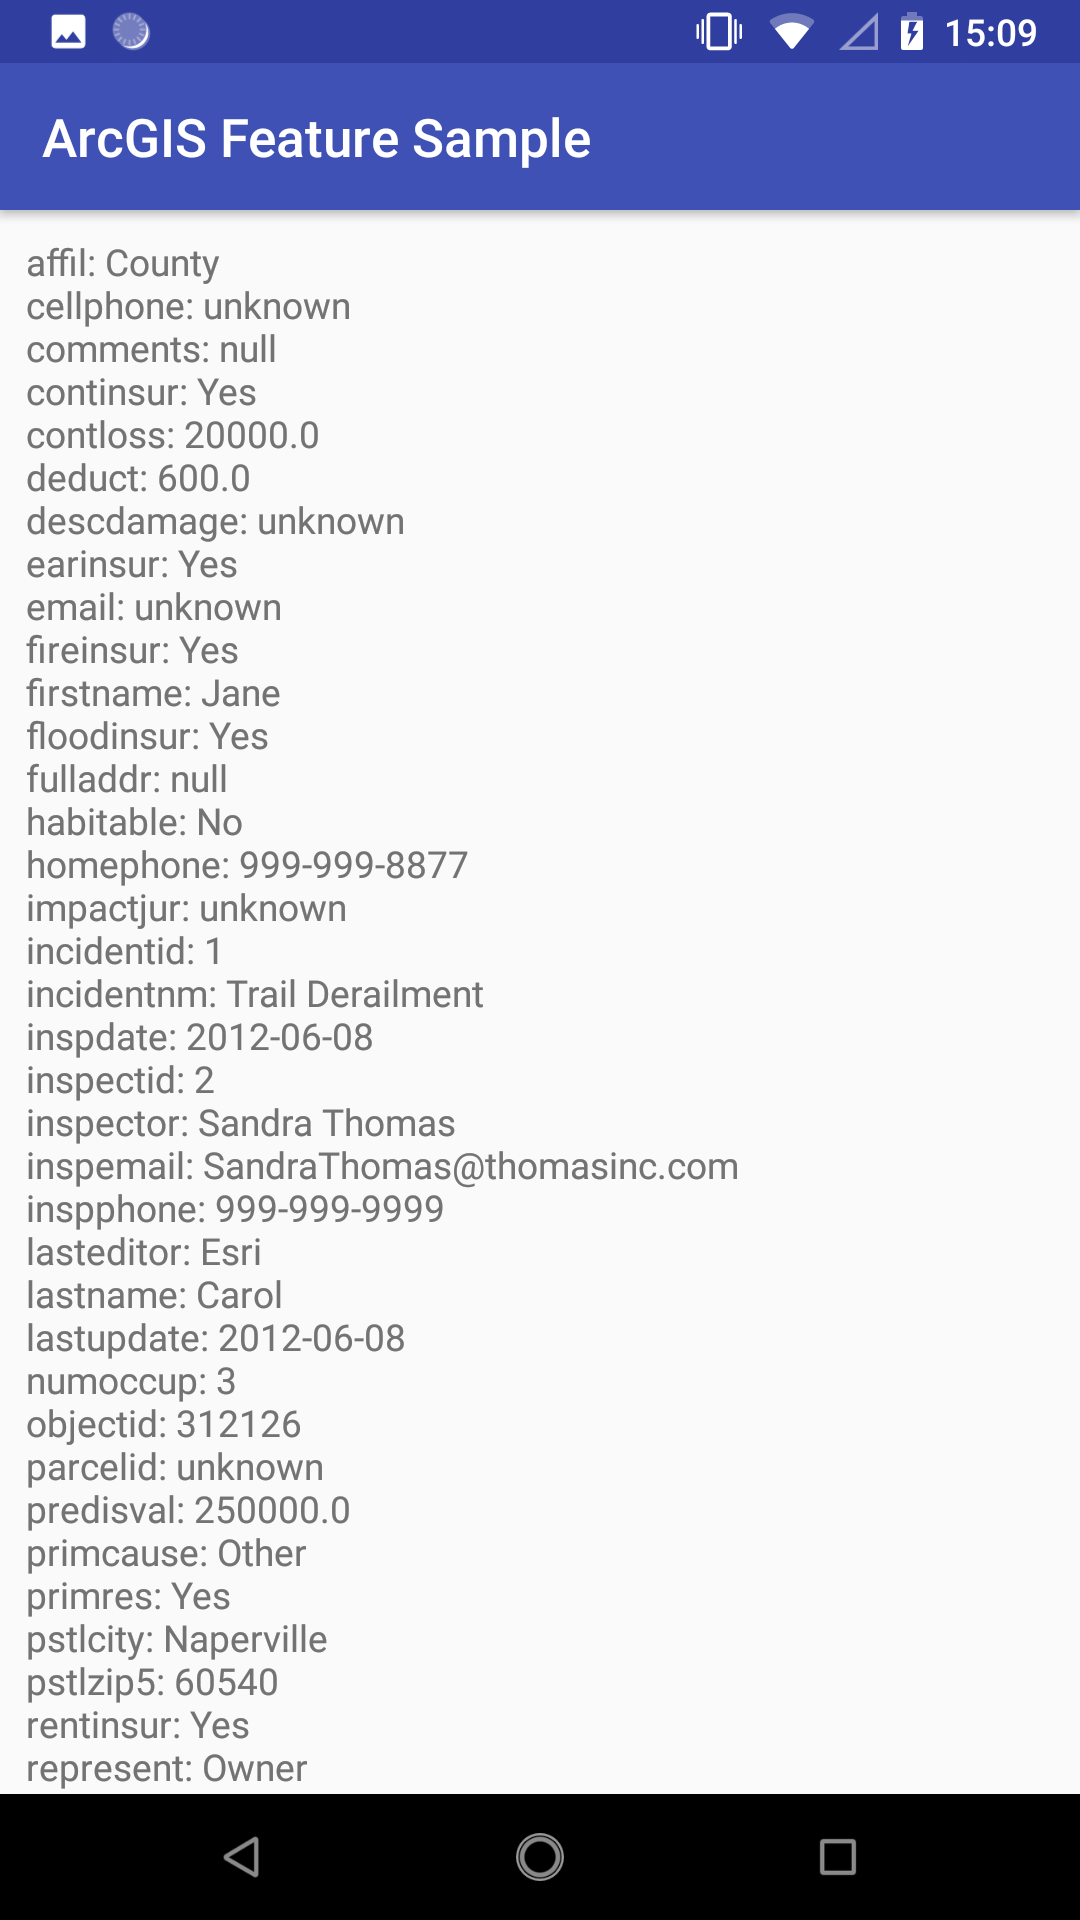 15:09
ArcGIS Feature Sample
affil: County
cellphone: unknown
comments: null
continsur: Yes
contloss: 20000.0
deduct: 600.0
descdamage: unknown
earinsur: Yes
email: unknown
fireinsur: Yes
firstname: Jane
floodinsur: Yes
fulladdr: null
habitable: No
homephone: 999-999-8877
impactjur: unknown
incidentid: 1
incidentnm: Trail Derailment
inspdate: 2012-06-08
inspectid: 2
inspector: Sandra Thomas
inspemail: SandraThomas@thomasinc.com
inspphone: 999-999-9999
lasteditor: Esri
lastname: Carol
lastupdate: 2012-06-08
numoccup: 3
objectid: 312126
parcelid: unknown
predisval: 250000.0
primcause: Other
primres: Yes
pstlcity: Naperville
pstlzip5: 60540
rentinsur: Yes
represent: Owner